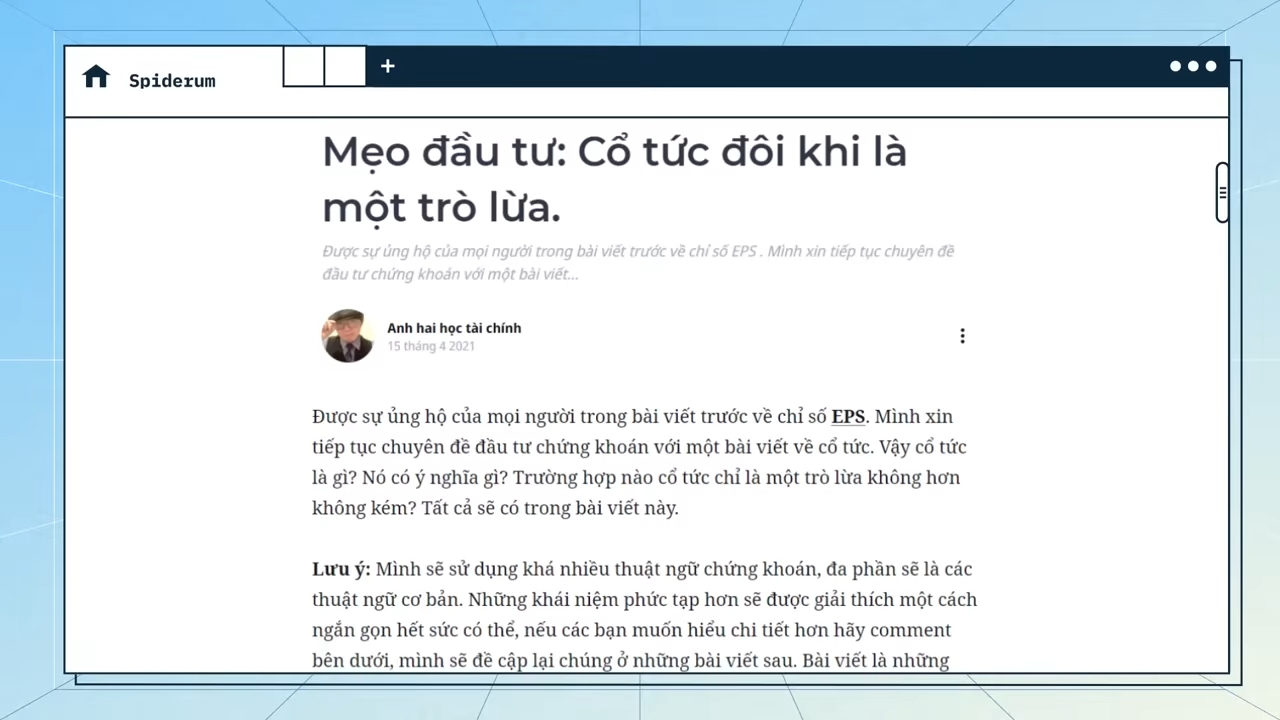 Spiderum
Mẹo đầu tư: Cổ tức đôi khi là
một trò lừa.
Được sự ủng hộ của mọi người trong bài viết trước về chỉ số EPS . Mình xin tiếp tục chuyên đề
đầu tư chứng khoán với một bài viết...
Anh hai học tài chính
15 tháng 4 2021
Được sự ủng hộ của mọi người trong bài viết trước về chỉ số EPS. Mình xin
tiếp tục chuyên đề đầu tư chứng khoán với một bài viết về cổ tức. Vậy cổ tức
là gì? Nó có ý nghĩa gì? Trường hợp nào cổ tức chỉ là một trò lừa không hơn
không kém? Tất cả sẽ có trong bài viết này.
Lưu ý: Mình sẽ sử dụng khá nhiều thuật ngữ chứng khoán, đa phần sẽ là các
thuật ngữ cơ bản. Những khái niệm phức tạp hơn sẽ được giải thích một cách
ngắn gọn hết sức có thể, nếu các bạn muốn hiểu chi tiết hơn hãy comment
bên dưới, mình sẽ đề cập lại chúng ở những bài viết sau. Bài viết là những